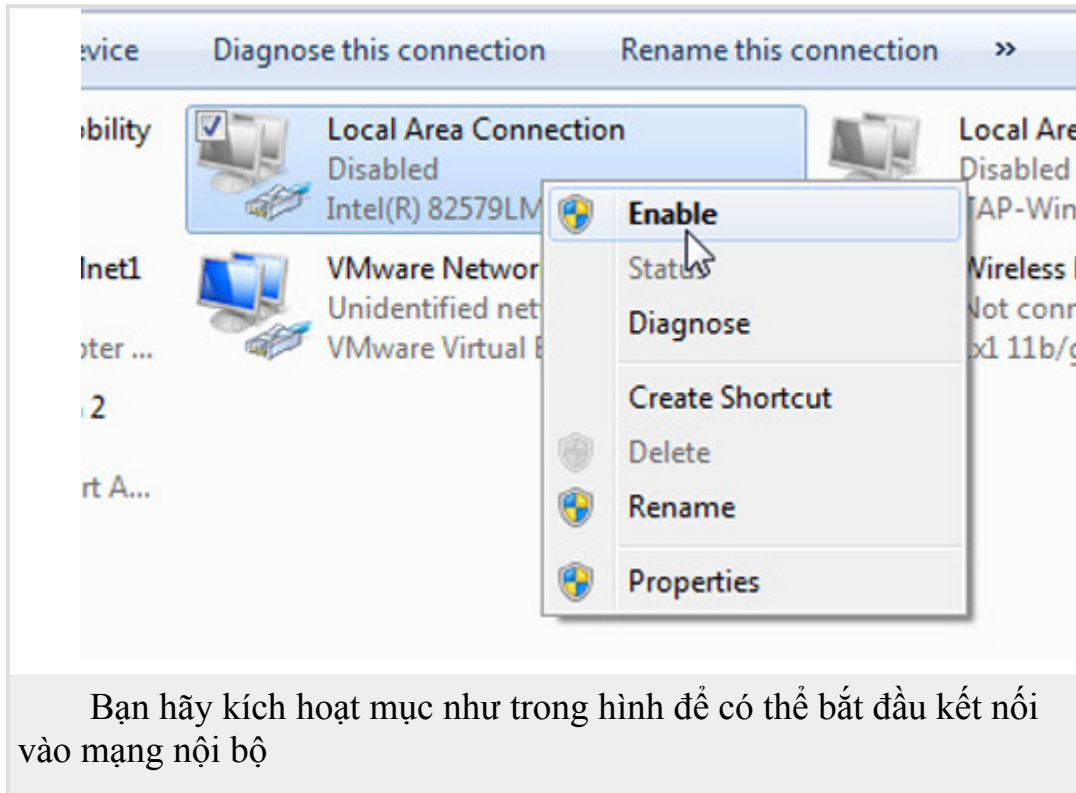 evice Diagnose this connection Rename this connection »
obility Local Area Connection Local Are
Disabled Disabled
Intel(R) 82579LM TAP-Win
Enable
lnet1 VMware Networ Status Wireless
Unidentified net Not conn
Diagnose
pter ... VMware Virtual E x1 11b/g
2 Create Shortcut
Delete
rt A... Rename
Properties
Bạn hãy kích hoạt mục như trong hình để có thể bắt đầu kết nối
vào mạng nội bộ